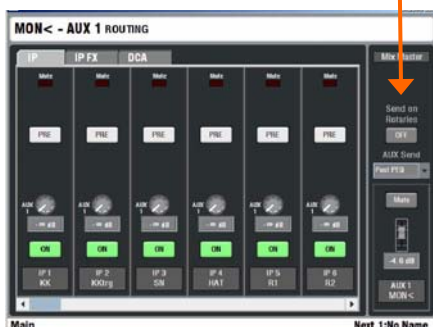 MON< - AUX 1 ROUTING
IP IP FX DCA
Mix Master
Mute Mute Mute Mute Mute Mute
Send on
Rotaries
OFF
PRE PRE PRE PRE PRE PRE
AUX Send
Post PEQ
AUX 1 AUX 1 AUX 1 AUX 1 AUX 1 AUX 1
Mute
-∞ dB -∞ dB -∞ dB -∞ dB -∞ dB -∞ dB
ON ON ON ON ON ON
-4.0 dB
IP 1 IP 2 IP 3 IP 4 IP 5 IP 6
KK KKtrg SN HAT R1 R2
AUX 1
MON<
Main Next 1:No Name